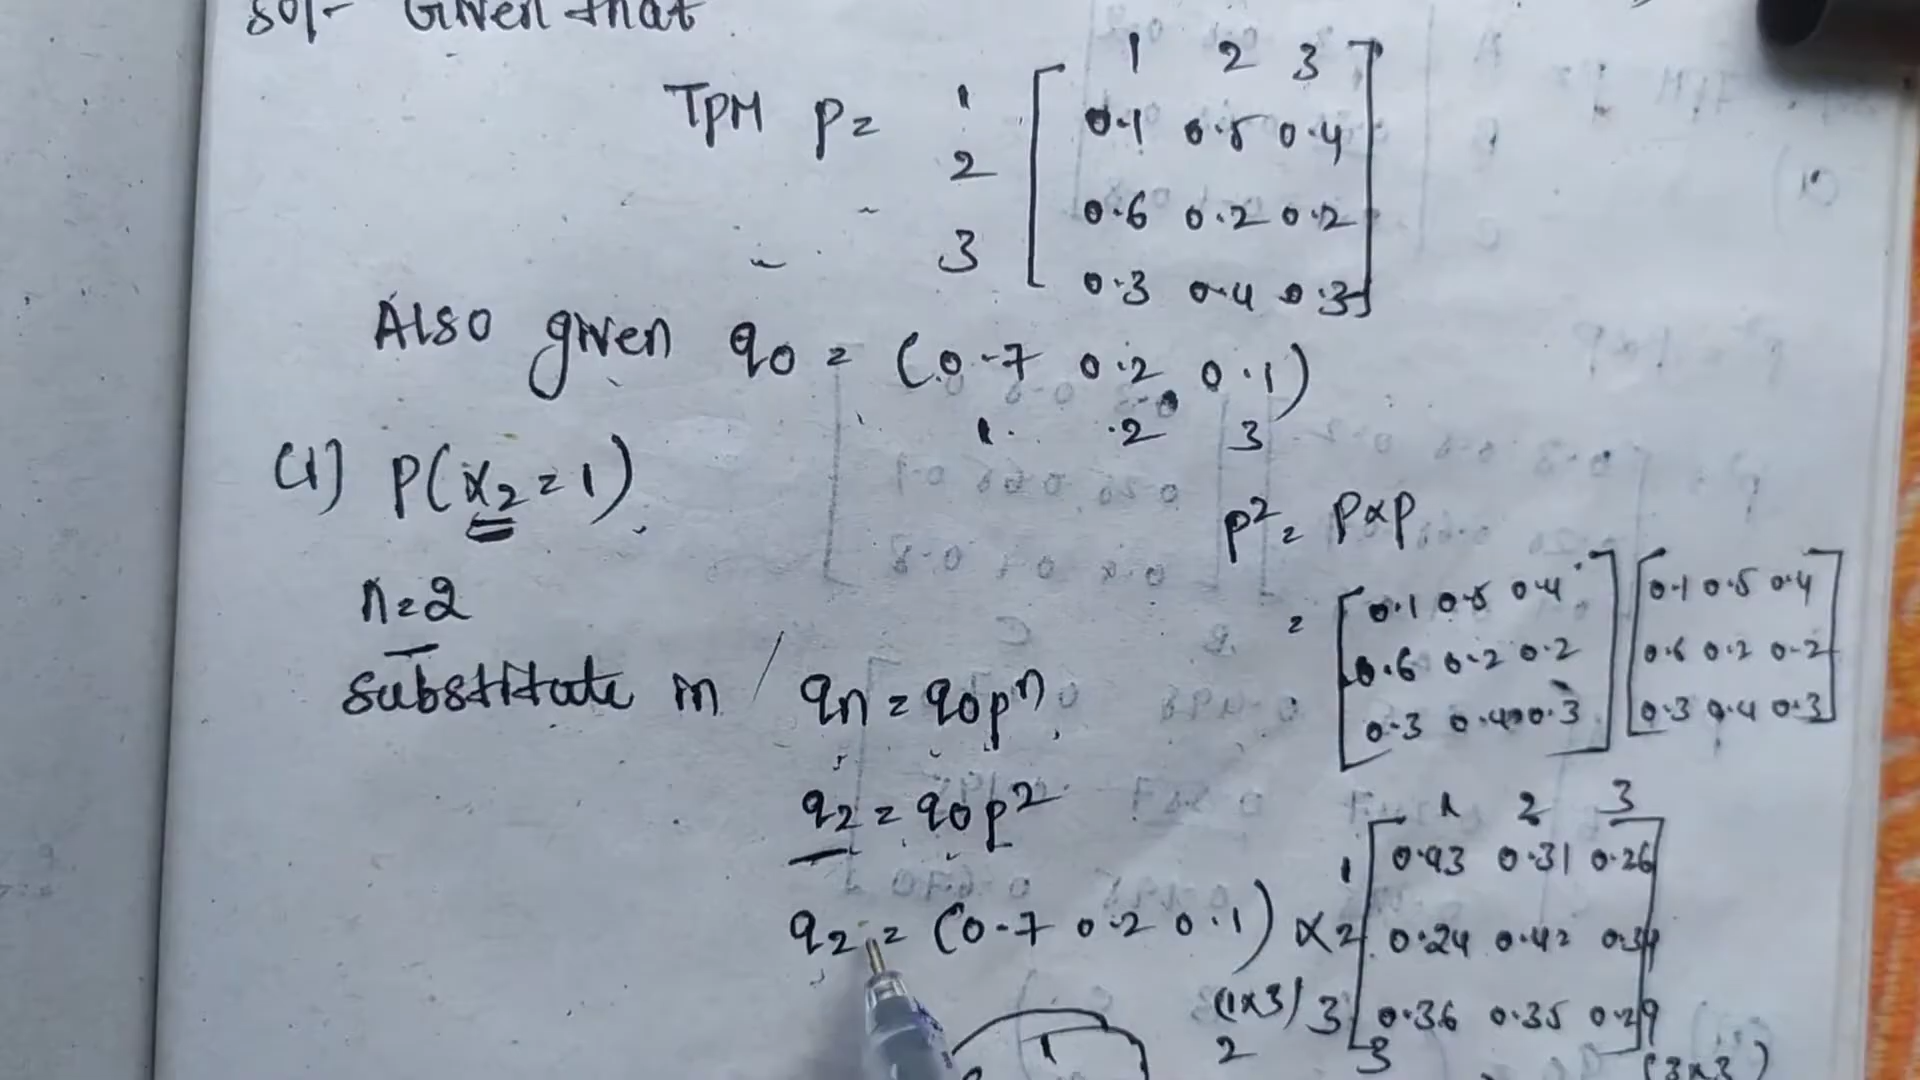 Sol- Given that
1 2 3
TPM P = 1 0.1 0.5 0.4
2 0.6 0.2 0.2
3 0.3 0.4 0.3
Also given q0 = (0.7 0.2 0.1)
1 2 3
(1) P(X2 = 1)
n = 2
P² = P×P
= [0.1 0.5 0.4] [0.1 0.5 0.4]
[0.6 0.2 0.2] [0.6 0.2 0.2]
[0.3 0.4 0.3] [0.3 0.4 0.3]
substitute in qn = q0pⁿ
q2 = q0p²
1 2 3
1 0.43 0.31 0.26
q2 = (0.7 0.2 0.1) × 2 0.24 0.42 0.34
(1×3) 3 0.36 0.35 0.29
2 3 (3×3)
1